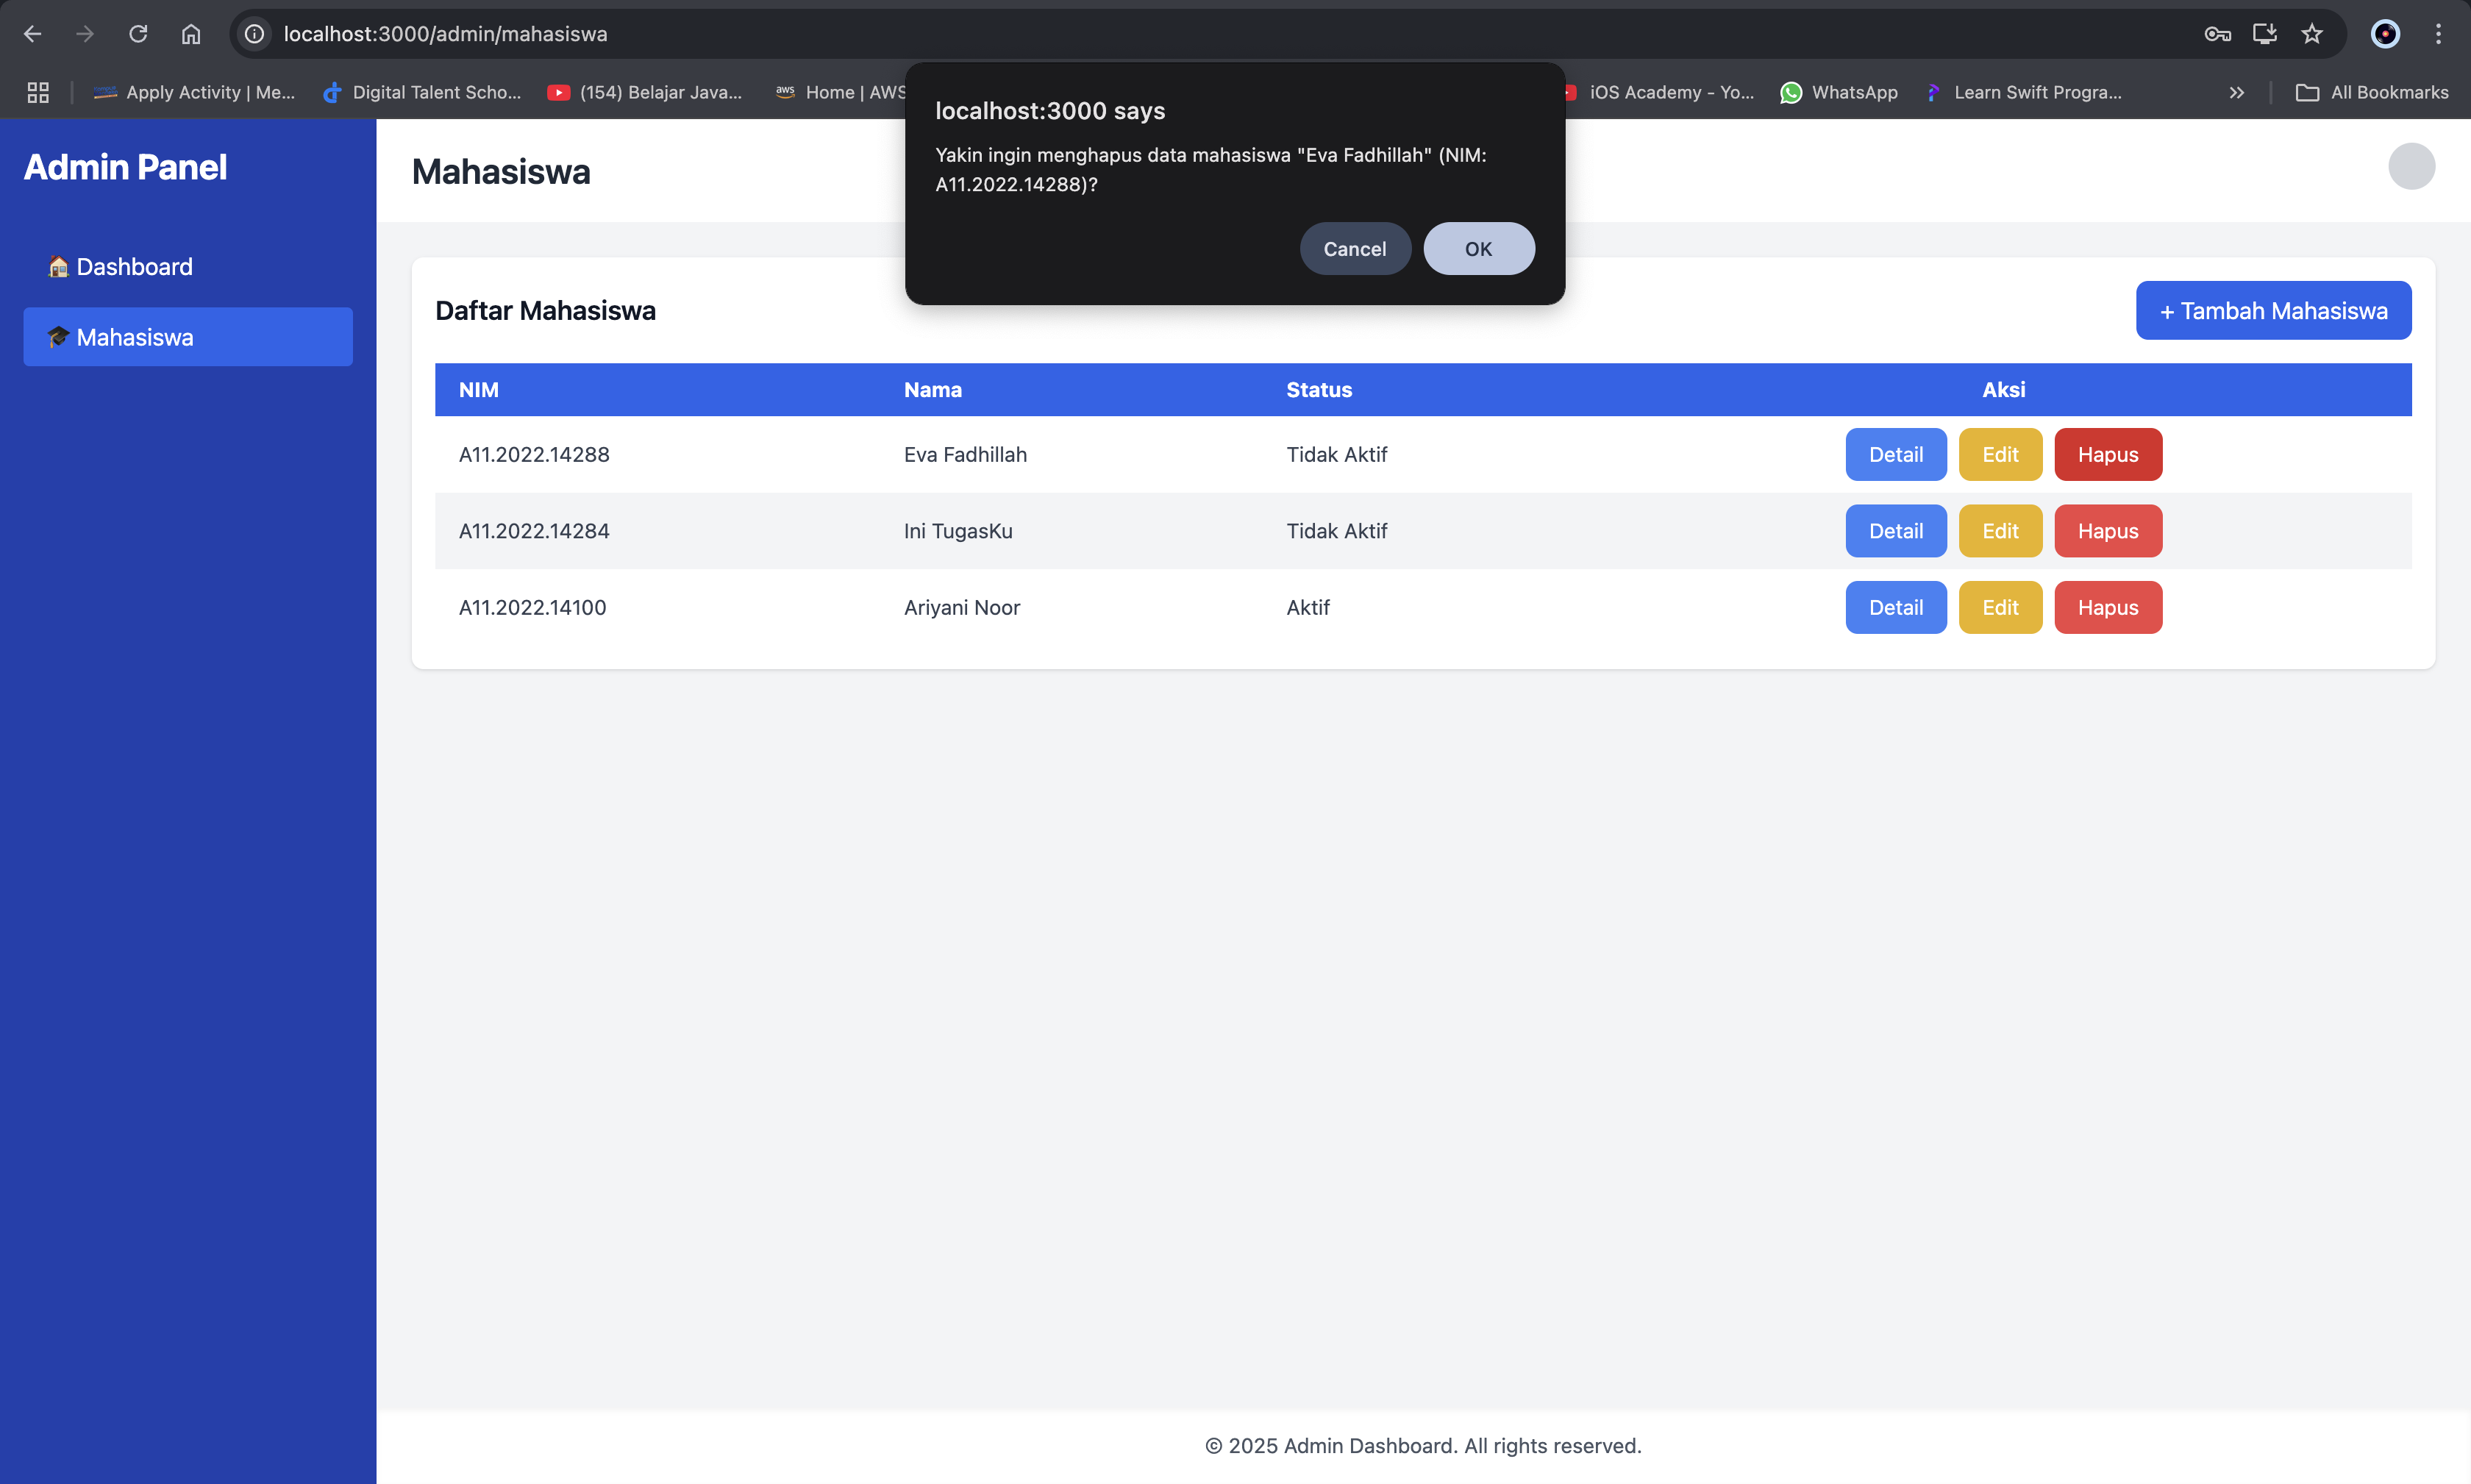 localhost:3000/admin/mahasiswa
Apply Activity | Me...
Digital Talent Scho...
(154) Belajar Java...
aws
Home | AWS
iOS Academy - Yo...
WhatsApp
Learn Swift Progra...
All Bookmarks
localhost:3000 says
Yakin ingin menghapus data mahasiswa "Eva Fadhillah" (NIM:
A11.2022.14288)?
Cancel
OK
Admin Panel
Dashboard
Mahasiswa
Mahasiswa
Daftar Mahasiswa
+ Tambah Mahasiswa
NIM Nama Status Aksi
A11.2022.14288 Eva Fadhillah Tidak Aktif Detail Edit Hapus
A11.2022.14284 Ini TugasKu Tidak Aktif Detail Edit Hapus
A11.2022.14100 Ariyani Noor Aktif Detail Edit Hapus
© 2025 Admin Dashboard. All rights reserved.